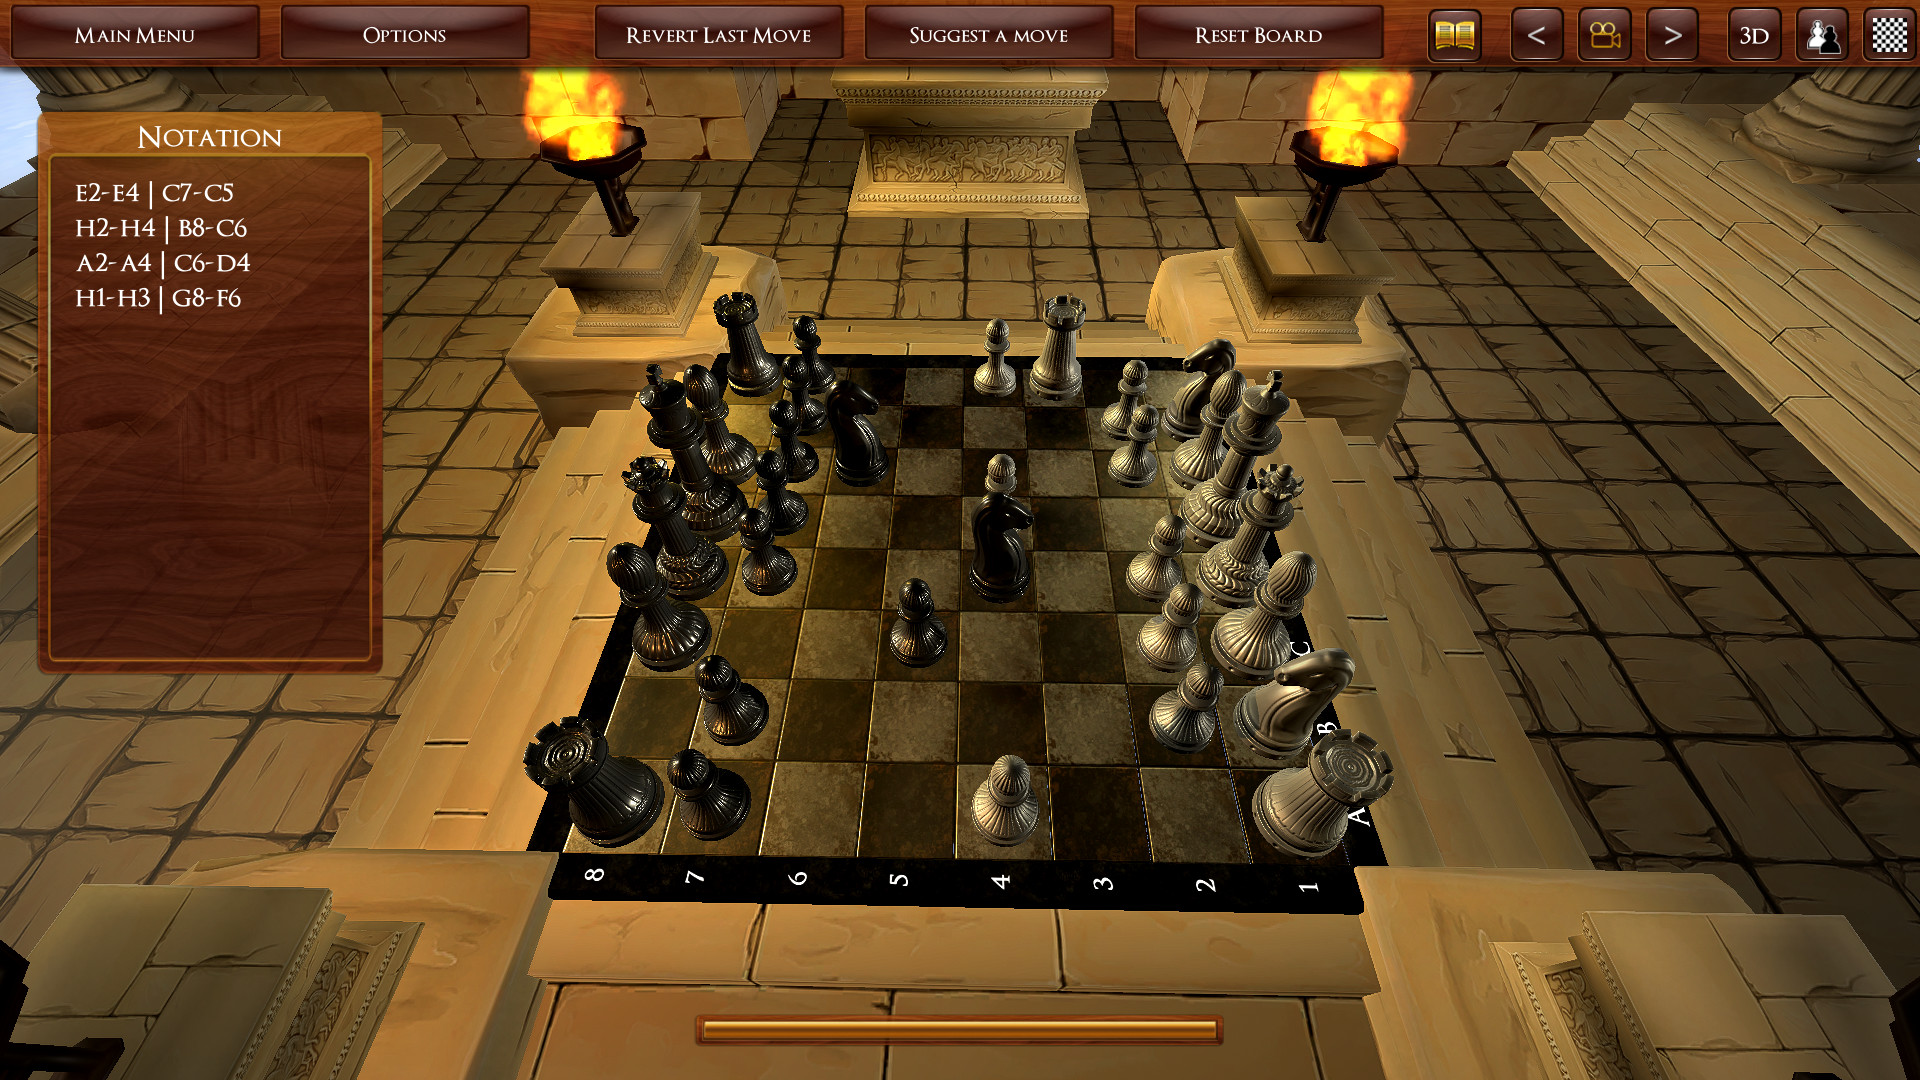 Main Menu
Options
Revert Last Move
Suggest a move
Reset Board
<
>
3D
Notation
E2-E4 | C7-C5
H2-H4 | B8-C6
A2-A4 | C6-D4
H1-H3 | G8-F6
C
B
A
8 7 6 5 4 3 2 1